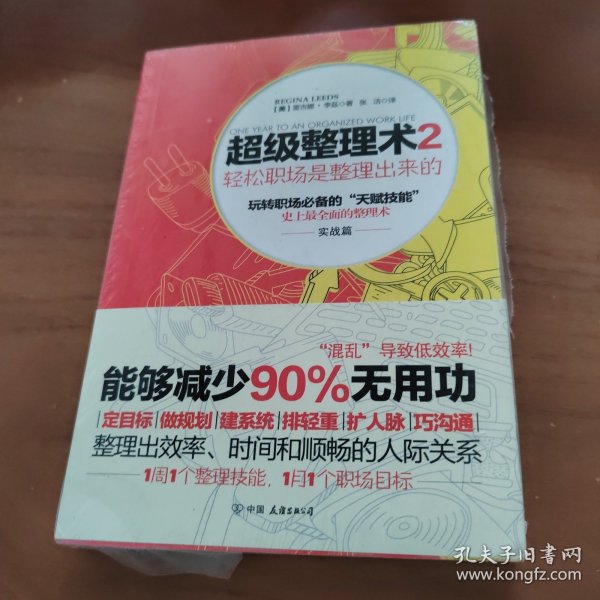 REGINA LEEDS
【美】里吉娜·李兹◎著 张 洁◎译
ONE YEAR TO AN ORGANIZED WORK LIFE
超级整理术2
轻松职场是整理出来的
玩转职场必备的“天赋技能”
史上最全面的整理术
实战篇
“混乱”导致低效率!
能够减少90%无用功
定目标|做规划|建系统|排轻重|扩人脉|巧沟通
整理出效率、时间和顺畅的人际关系
1周1个整理技能，1月1个职场目标
中国友谊出版公司
孔夫子旧书网
www.kongfz.com